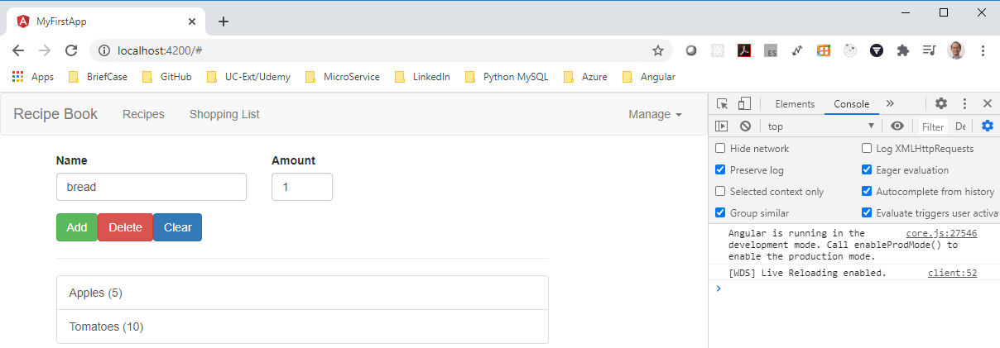 MyFirstApp
localhost:4200/#
ES
Apps BriefCase GitHub UC-Ext/Udemy MicroService LinkedIn Python MySQL Azure Angular
Recipe Book Recipes Shopping List Manage
Elements Console »
top Filter De
Name Amount
bread 1
Add Delete Clear
Apples (5)
Tomatoes (10)
Hide network Log XMLHttpRequests
Preserve log Eager evaluation
Selected context only Autocomplete from history
Group similar Evaluate triggers user activa
Angular is running in the core.js:27546
development mode. Call enableProdMode() to
enable the production mode.
[WDS] Live Reloading enabled. client:52